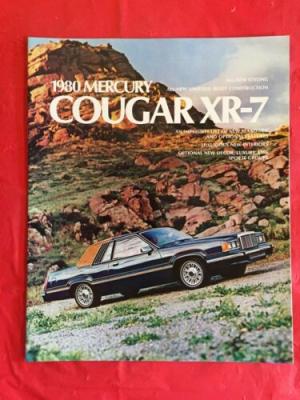 1980 MERCURY
COUGAR XR-7
ALL-NEW STYLING
ALL-NEW UNITIZED BODY CONSTRUCTION
AN IMPRESSIVE LIST OF NEW STANDARD
AND OPTIONAL FEATURES
LUXURIOUS NEW INTERIORS
OPTIONAL NEW DECOR, LUXURY AND
SPORTS GROUPS